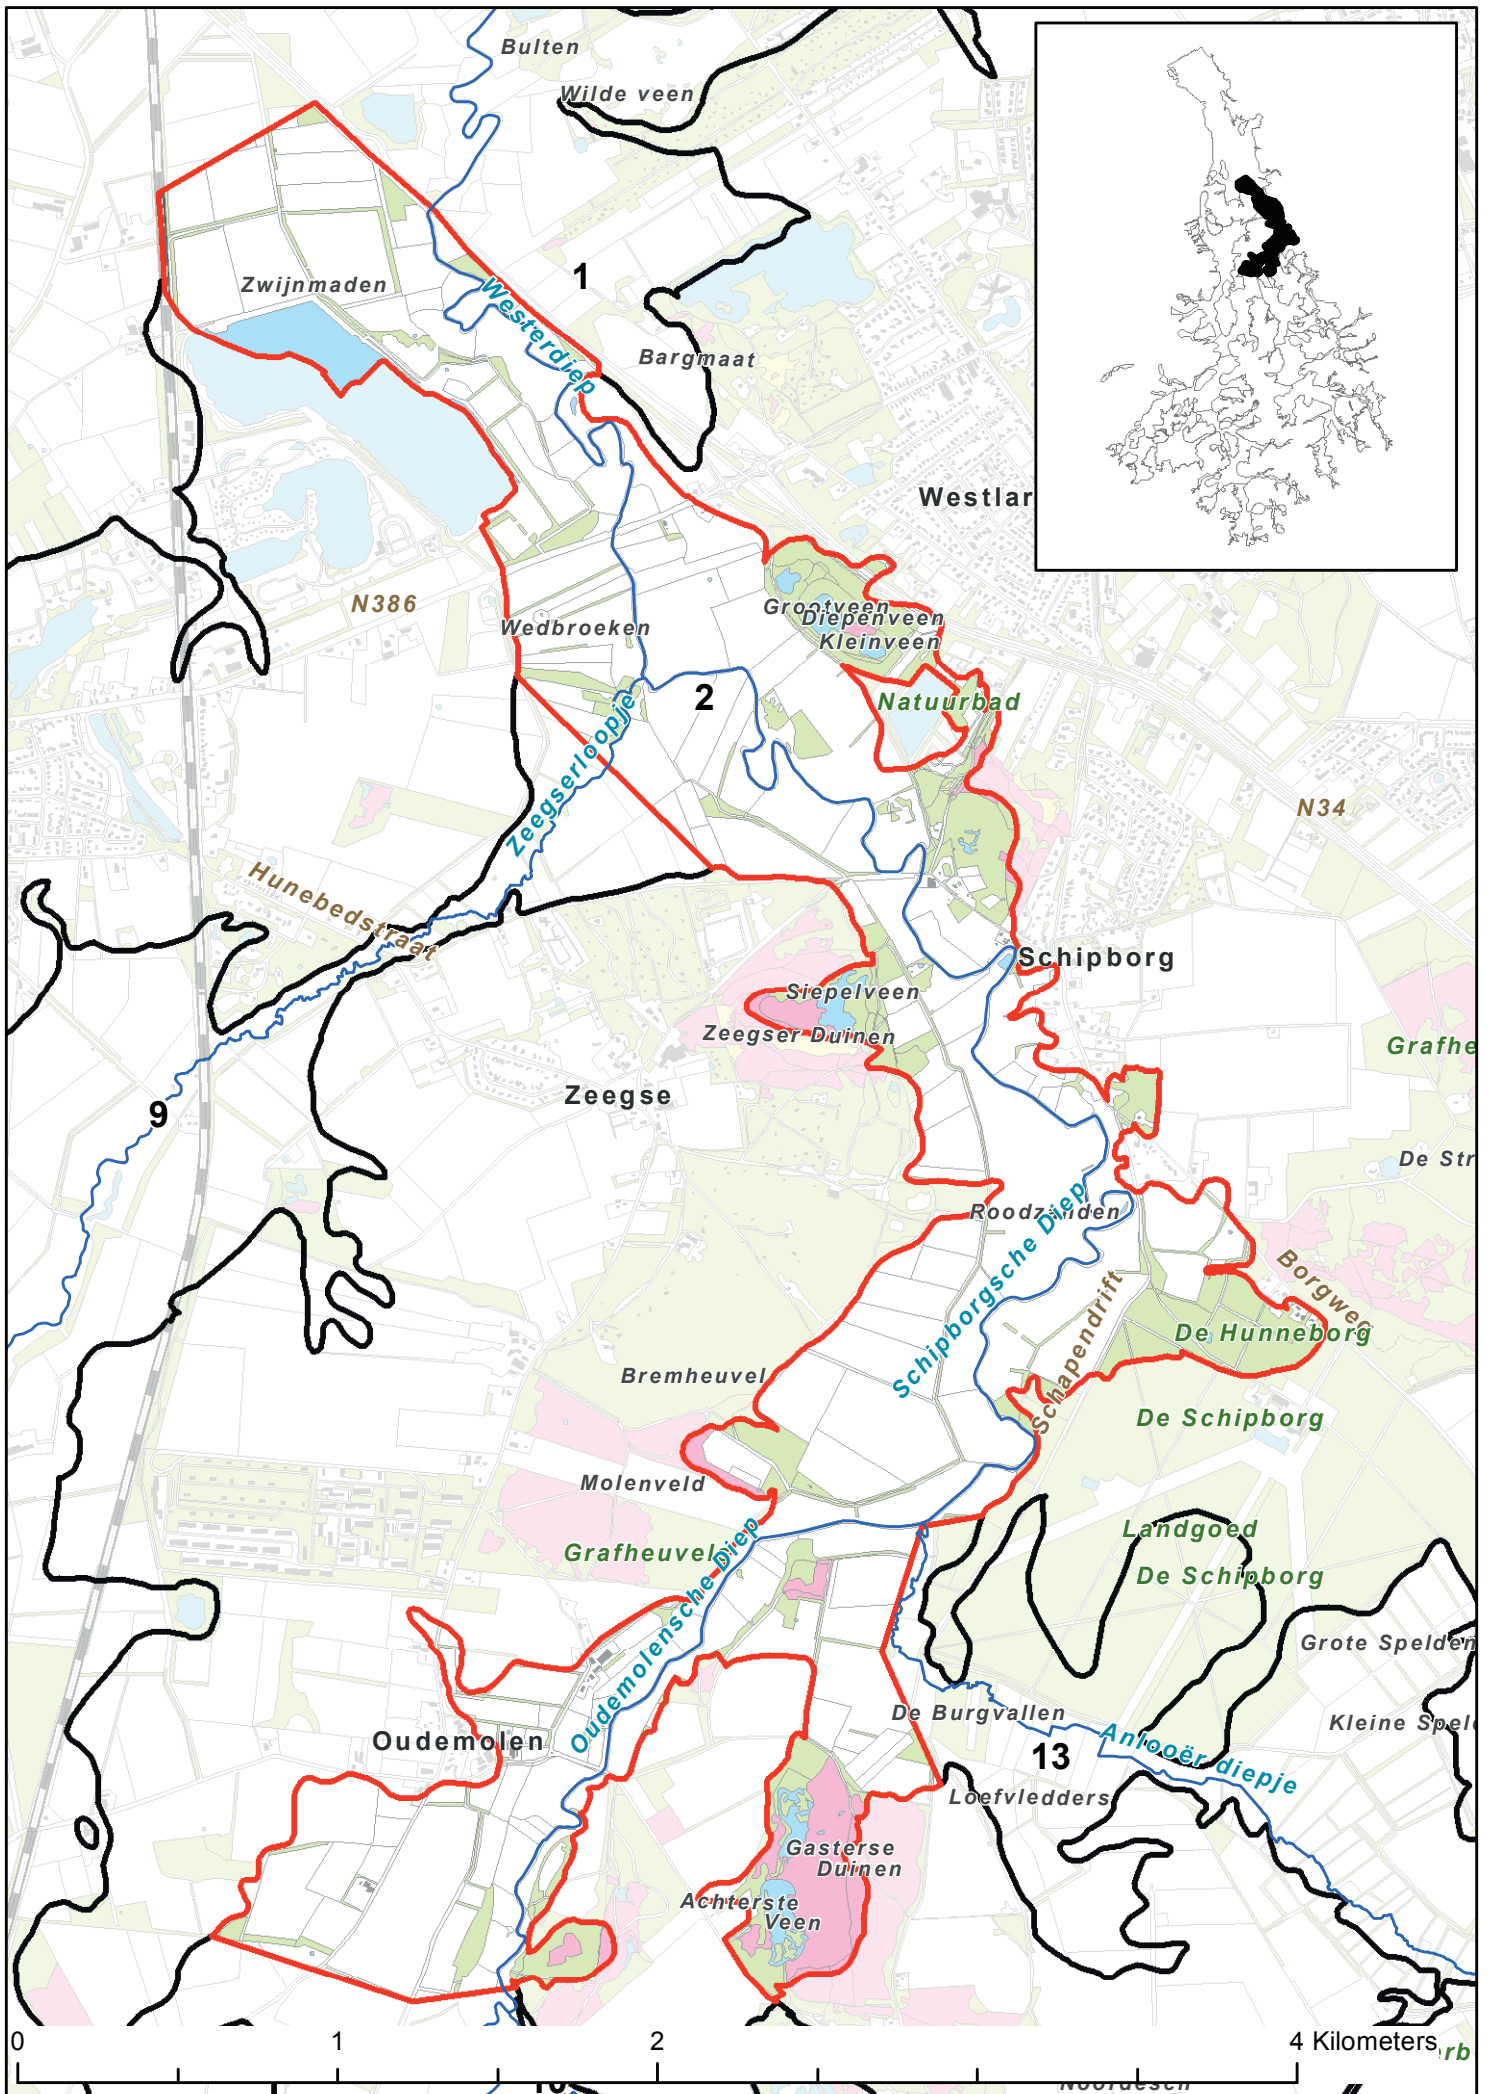 Bulten
Wilde veen
1
Zwijnmaden
Westerdiep
Bargmaat
Westlar
N386
Grootveen
Diepenveen
Kleinveen
Wedbroeken
2
Natuurbad
Zeegserloopje
N34
Hunebedstraat
Schipborg
Siepelveen
Zeegser Duinen
Grafhe
Zeegse
9
De Str
Roodzanden
Schipborgsche Diep
Borgweg
Schapendrift
De Hunneborg
Bremheuvel
De Schipborg
Molenveld
Landgoed
De Schipborg
Grafheuvels
Oudemolensche Diep
Grote Spelden
De Burgvallen
Kleine Speld
Oudemolen
13
Anlooër diepje
Loefvledders
Gasterse
Duinen
Achterste
Veen
0 1 2 4 Kilometers